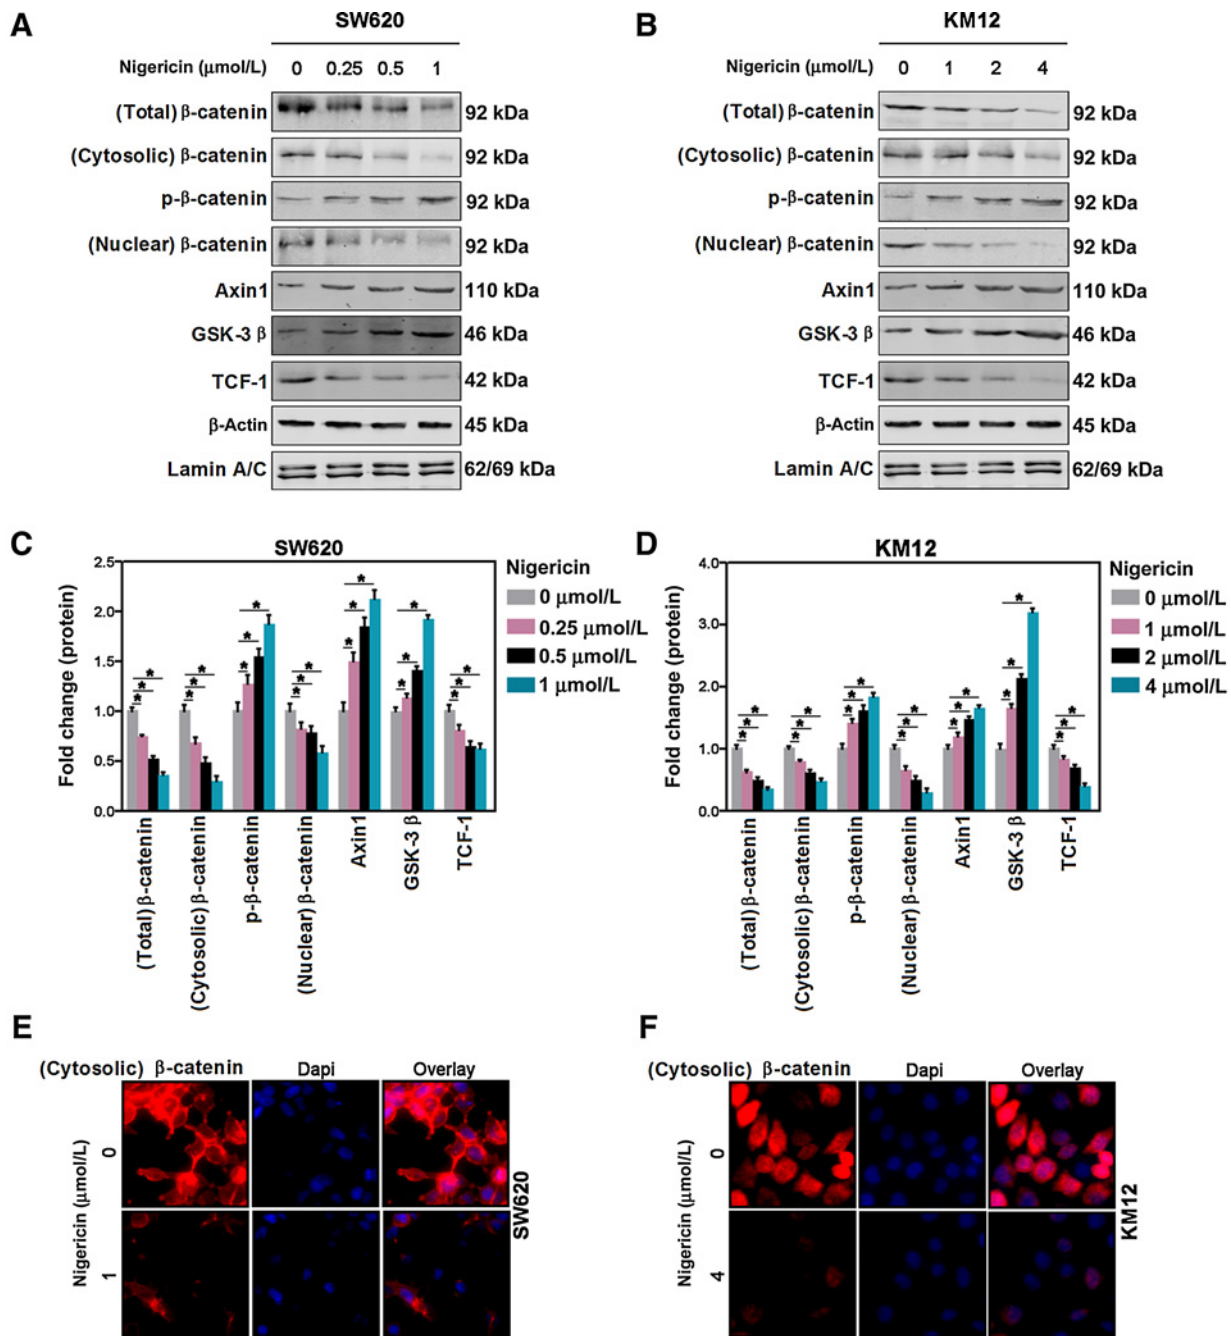 A
SW620
Nigericin (μmol/L) 0 0.25 0.5 1
(Total) β-catenin 92 kDa
(Cytosolic) β-catenin 92 kDa
p-β-catenin 92 kDa
(Nuclear) β-catenin 92 kDa
Axin1 110 kDa
GSK-3 β 46 kDa
TCF-1 42 kDa
β-Actin 45 kDa
Lamin A/C 62/69 kDa
B
KM12
Nigericin (μmol/L) 0 1 2 4
(Total) β-catenin 92 kDa
(Cytosolic) β-catenin 92 kDa
p-β-catenin 92 kDa
(Nuclear) β-catenin 92 kDa
Axin1 110 kDa
GSK-3 β 46 kDa
TCF-1 42 kDa
β-Actin 45 kDa
Lamin A/C 62/69 kDa
C
SW620
Fold change (protein)
2.5
2.0
1.5
1.0
0.5
0.0
* * * * * * * * * * * * * * * * * * * * *
(Total) β-catenin
(Cytosolic) β-catenin
p-β-catenin
(Nuclear) β-catenin
Axin1
GSK-3 β
TCF-1
Nigericin
0 μmol/L
0.25 μmol/L
0.5 μmol/L
1 μmol/L
D
KM12
Fold change (protein)
4.0
3.0
2.0
1.0
0.0
* * * * * * * * * * * * * * * * * * * * *
(Total) β-catenin
(Cytosolic) β-catenin
p-β-catenin
(Nuclear) β-catenin
Axin1
GSK-3 β
TCF-1
Nigericin
0 μmol/L
1 μmol/L
2 μmol/L
4 μmol/L
E
(Cytosolic) β-catenin Dapi Overlay
Nigericin (μmol/L)
0
1
SW620
F
(Cytosolic) β-catenin Dapi Overlay
Nigericin (μmol/L)
0
4
KM12